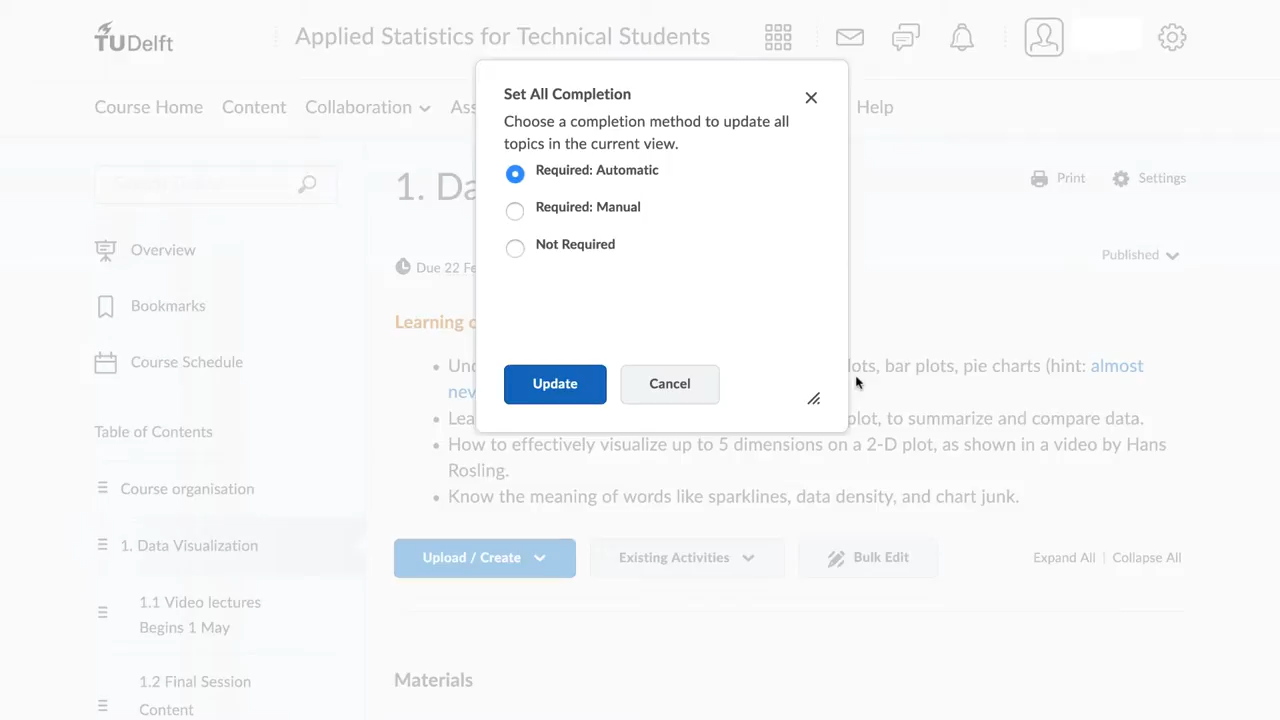 TUDelft
Applied Statistics for Technical Students
Course Home Content Collaboration Help
Set All Completion
Choose a completion method to update all
topics in the current view.
Required: Automatic
Required: Manual
Not Required
Update Cancel
Print Settings
Overview
Published
Due 22
Bookmarks
Learning
Course Schedule
bar plots, pie charts (hint: almost
plot, to summarize and compare data.
Table of Contents
How to effectively visualize up to 5 dimensions on a 2-D plot, as shown in a video by Hans
Rosling.
Course organisation
Know the meaning of words like sparklines, data density, and chart junk.
1. Data Visualization
Upload / Create Existing Activities Bulk Edit Expand All | Collapse All
1.1 Video lectures
Begins 1 May
Materials
1.2 Final Session
Content